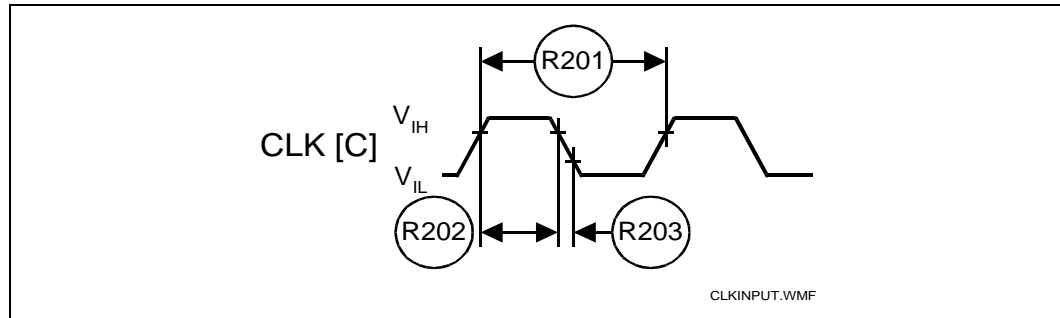 R201
V_IH
CLK [C]
V_IL
R202
R203
CLKINPUT.WMF